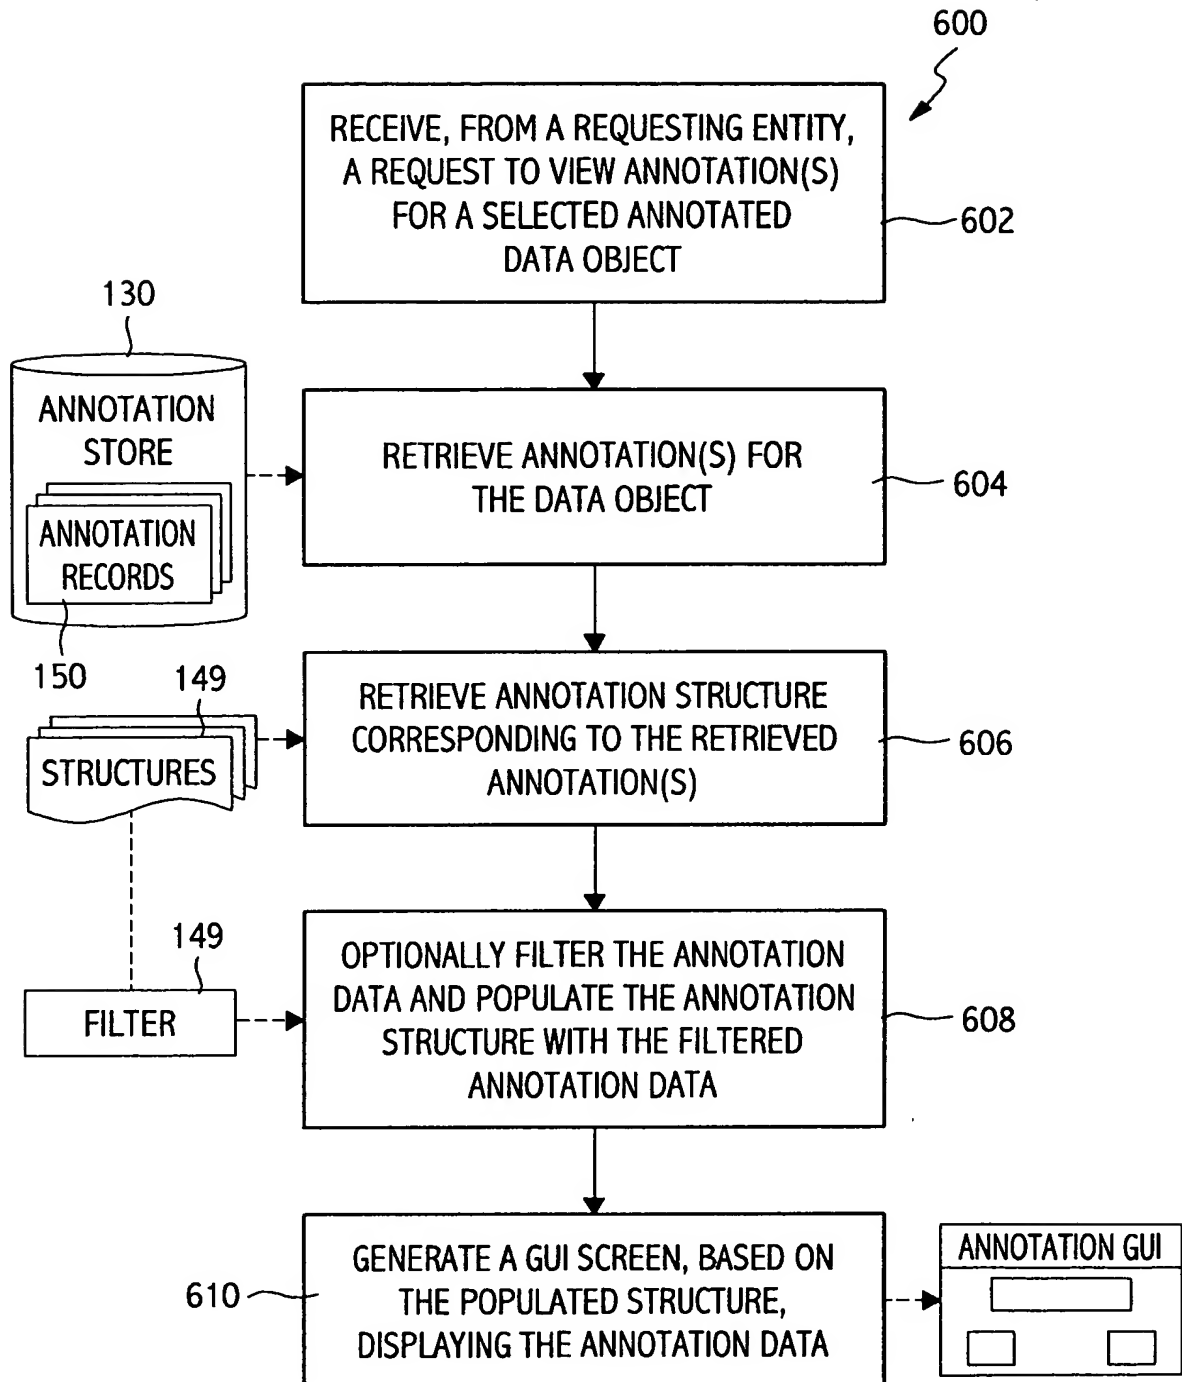 600
RECEIVE, FROM A REQUESTING ENTITY,
A REQUEST TO VIEW ANNOTATION(S)
FOR A SELECTED ANNOTATED
DATA OBJECT
602
130
ANNOTATION
STORE
ANNOTATION
RECORDS
150
RETRIEVE ANNOTATION(S) FOR
THE DATA OBJECT
604
149
STRUCTURES
RETRIEVE ANNOTATION STRUCTURE
CORRESPONDING TO THE RETRIEVED
ANNOTATION(S)
606
149
FILTER
OPTIONALLY FILTER THE ANNOTATION
DATA AND POPULATE THE ANNOTATION
STRUCTURE WITH THE FILTERED
ANNOTATION DATA
608
610
GENERATE A GUI SCREEN, BASED ON
THE POPULATED STRUCTURE,
DISPLAYING THE ANNOTATION DATA
ANNOTATION GUI